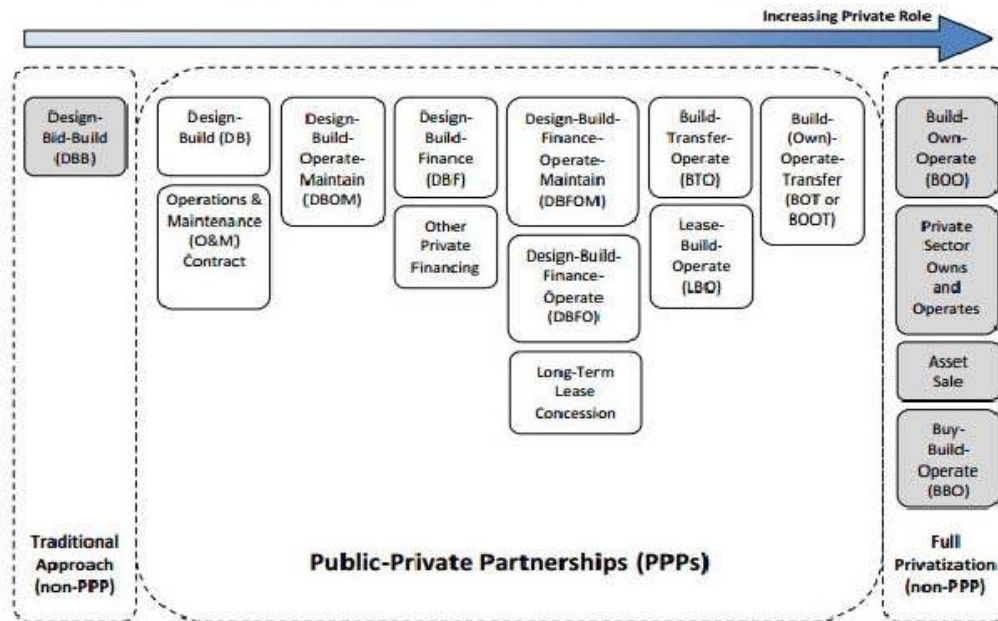 Increasing Private Role
Design-
Bid-Build
(DBB)
Design-
Build (DB)
Operations &
Maintenance
(O&M)
Contract
Design-
Build-
Operate-
Maintain
(DBOM)
Design-
Build-
Finance
(DBF)
Other
Private
Financing
Design-Build-
Finance-
Operate-
Maintain
(DBFOM)
Design-Build-
Finance-
Operate
(DBFO)
Long-Term
Lease
Concession
Build-
Transfer-
Operate
(BTO)
Lease-
Build-
Operate
(LBO)
Build-
(Own)-
Operate-
Transfer
(BOT or
BOOT)
Build-
Own-
Operate
(BOO)
Private
Sector
Owns
and
Operates
Asset
Sale
Buy-
Build-
Operate
(BBO)
Traditional
Approach
(non-PPP)
Public-Private Partnerships (PPPs)
Full
Privatization
(non-PPP)